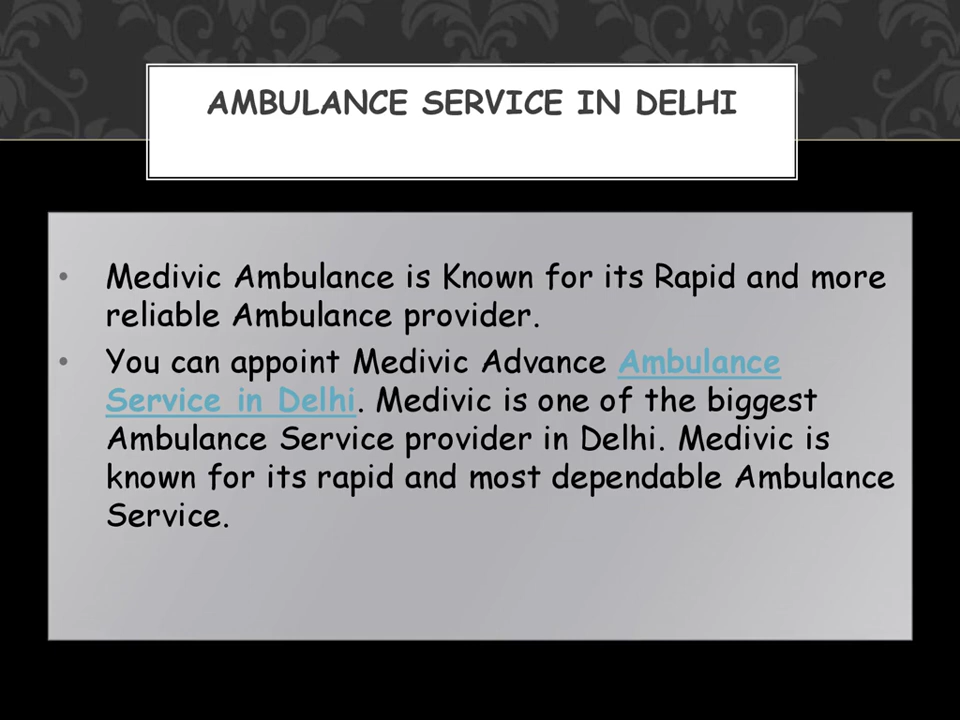 AMBULANCE SERVICE IN DELHI
• Medivic Ambulance is Known for its Rapid and more
reliable Ambulance provider.
• You can appoint Medivic Advance Ambulance
Service in Delhi. Medivic is one of the biggest
Ambulance Service provider in Delhi. Medivic is
known for its rapid and most dependable Ambulance
Service.